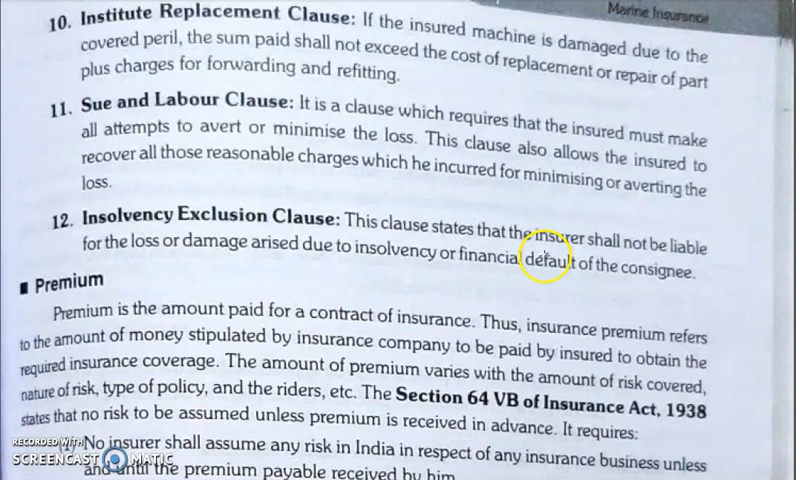 Marine Insurance
10. Institute Replacement Clause: If the insured machine is damaged due to the
covered peril, the sum paid shall not exceed the cost of replacement or repair of part
plus charges for forwarding and refitting.
11. Sue and Labour Clause: It is a clause which requires that the insured must make
all attempts to avert or minimise the loss. This clause also allows the insured to
recover all those reasonable charges which he incurred for minimising or averting the
loss.
12. Insolvency Exclusion Clause: This clause states that the insurer shall not be liable
for the loss or damage arised due to insolvency or financial default of the consignee.
Premium
Premium is the amount paid for a contract of insurance. Thus, insurance premium refers
to the amount of money stipulated by insurance company to be paid by insured to obtain the
required insurance coverage. The amount of premium varies with the amount of risk covered,
nature of risk, type of policy, and the riders, etc. The Section 64 VB of Insurance Act, 1938
states that no risk to be assumed unless premium is received in advance. It requires:
No insurer shall assume any risk in India in respect of any insurance business unless
and until the premium payable received by him
RECORDED WITH
SCREENCAST MATIC